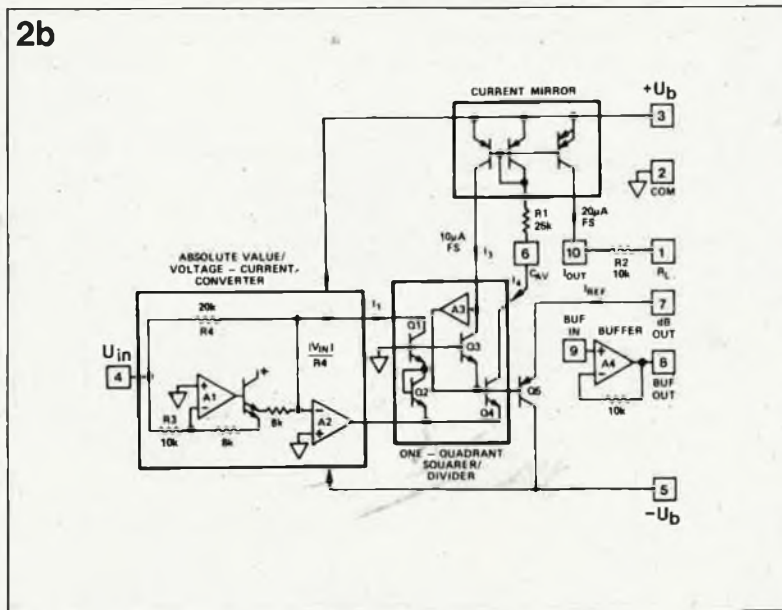 2b
CURRENT MIRROR
+Ub
3
2
COM
R1
25k
20µA
FS
10µA
FS
I3
6
CAV
I4
10
IOUT
R2
10k
1
RL
ABSOLUTE VALUE/
VOLTAGE – CURRENT
CONVERTER
20k
R4
I1
|VIN|
R4
Uin
4
A1
+
–
+
R3
10k
8k
8k
A2
–
+
Q1
Q2
A3
Q3
Q4
Q5
IREF
7
dB
OUT
BUF
IN
9
BUFFER
A4
+
–
10k
8
BUF
OUT
ONE – QUADRANT
SQUARER/
DIVIDER
5
–Ub